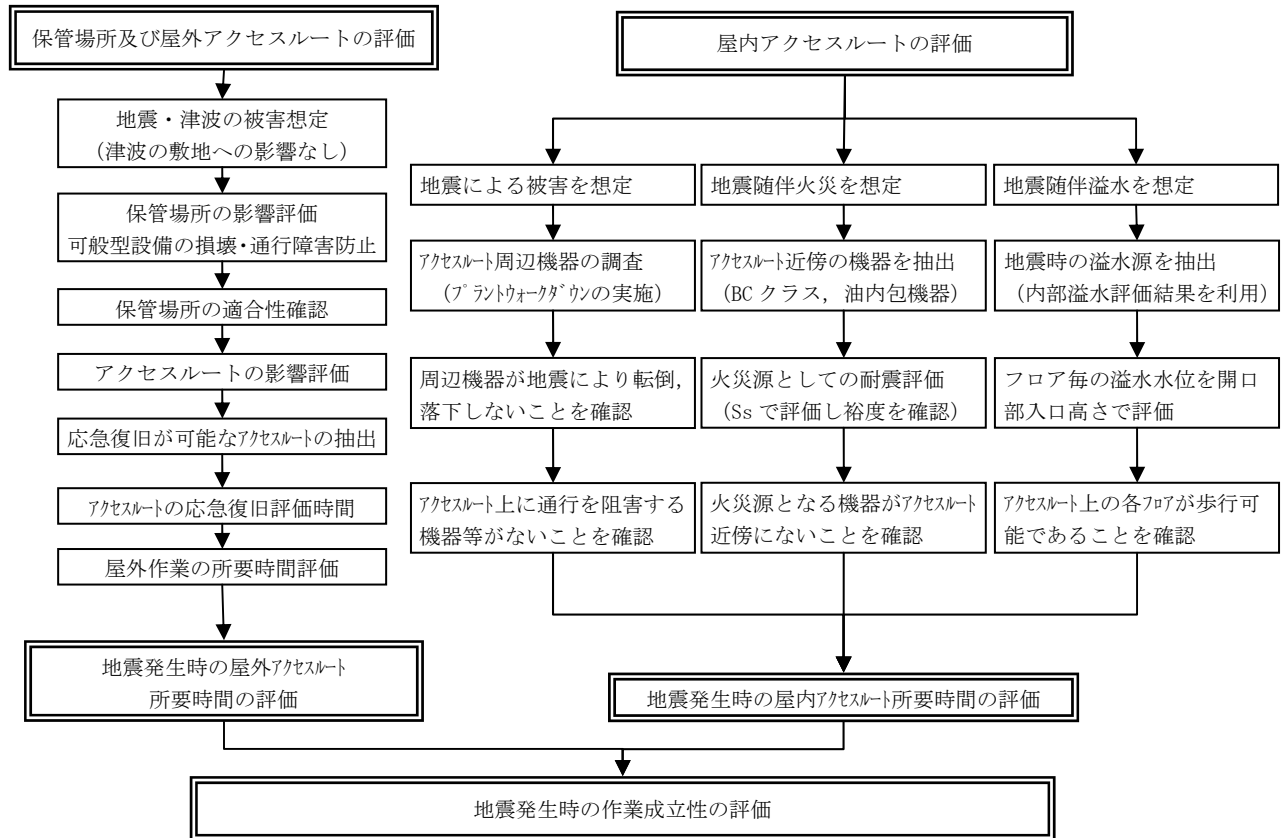 保管場所及び屋外アクセスルートの評価
地震・津波の被害想定
(津波の敷地への影響なし)
保管場所の影響評価
可般型設備の損壊・通行障害防止
保管場所の適合性確認
アクセスルートの影響評価
応急復旧が可能なｱｸｾｽﾙｰﾄの抽出
ｱｸｾｽﾙｰﾄの応急復旧評価時間
屋外作業の所要時間評価
地震発生時の屋外ｱｸｾｽﾙｰﾄ
所要時間の評価
屋内アクセスルートの評価
地震による被害を想定
ｱｸｾｽﾙｰﾄ周辺機器の調査
(ﾌﾟﾗﾝﾄｳｫｰｸﾀﾞｳﾝの実施)
周辺機器が地震により転倒，
落下しないことを確認
ｱｸｾｽﾙｰﾄ上に通行を阻害する
機器等がないことを確認
地震随伴火災を想定
ｱｸｾｽﾙｰﾄ近傍の機器を抽出
(BC クラス，油内包機器)
火災源としての耐震評価
(Ss で評価し裕度を確認)
火災源となる機器がｱｸｾｽﾙｰﾄ
近傍にないことを確認
地震随伴溢水を想定
地震時の溢水源を抽出
(内部溢水評価結果を利用)
フロア毎の溢水水位を開口
部入口高さで評価
ｱｸｾｽﾙｰﾄ上の各ﾌﾛｱが歩行可
能であることを確認
地震発生時の屋内ｱｸｾｽﾙｰﾄ所要時間の評価
地震発生時の作業成立性の評価